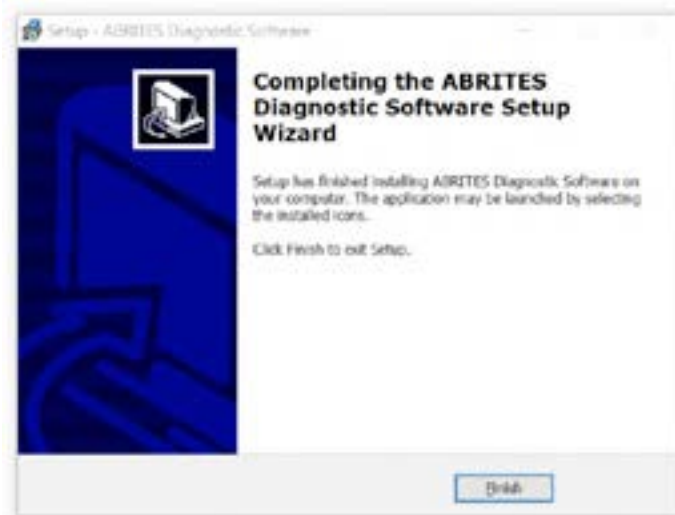 Setup - ABRITES Diagnostic Software
Completing the ABRITES
Diagnostic Software Setup
Wizard
Setup has finished installing ABRITES Diagnostic Software on
your computer. The application may be launched by selecting
the installed icons.
Click Finish to exit Setup.
Finish